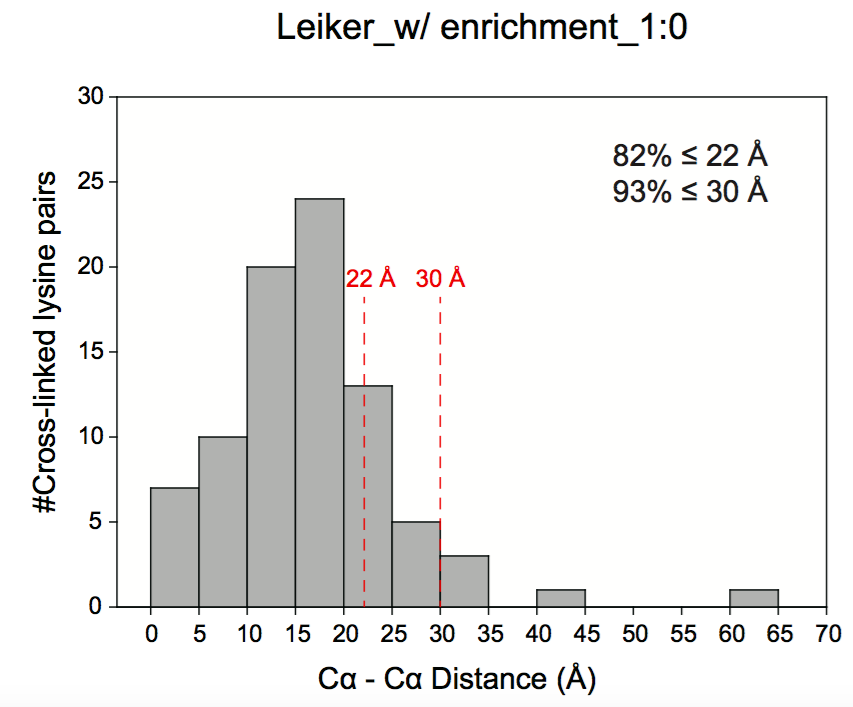 Leiker_w/ enrichment_1:0
30
25
20
15
10
5
0
#Cross-linked lysine pairs
82% ≤ 22 Å
93% ≤ 30 Å
22 Å 30 Å
0 5 10 15 20 25 30 35 40 45 50 55 60 65 70
Cα - Cα Distance (Å)